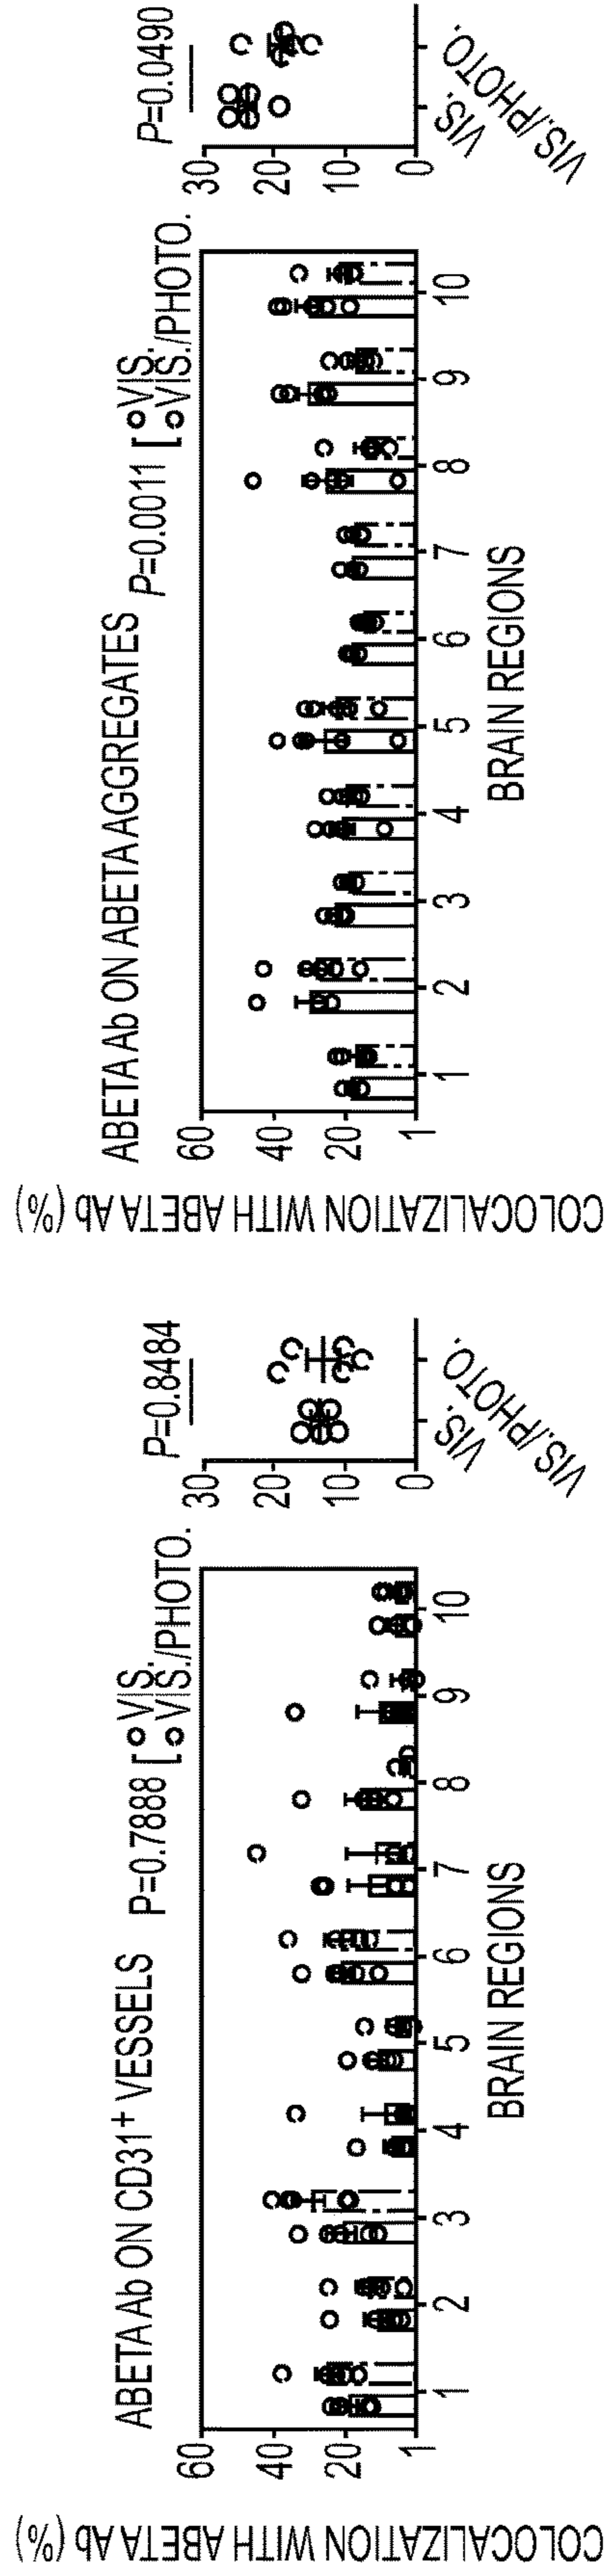 ABETA Ab ON CD31+ VESSELS
P=0.7888 [ VIS.
VIS./PHOTO.
COLOCALIZATION WITH ABETA Ab (%)
60
40
20
1
1 2 3 4 5 6 7 8 9 10
BRAIN REGIONS
P=0.8484
30
20
10
0
VIS.
VIS./PHOTO.
ABETA Ab ON ABETA AGGREGATES
P=0.0011 [ VIS.
VIS./PHOTO.
COLOCALIZATION WITH ABETA Ab (%)
60
40
20
1
1 2 3 4 5 6 7 8 9 10
BRAIN REGIONS
P=0.0490
30
20
10
0
VIS.
VIS./PHOTO.